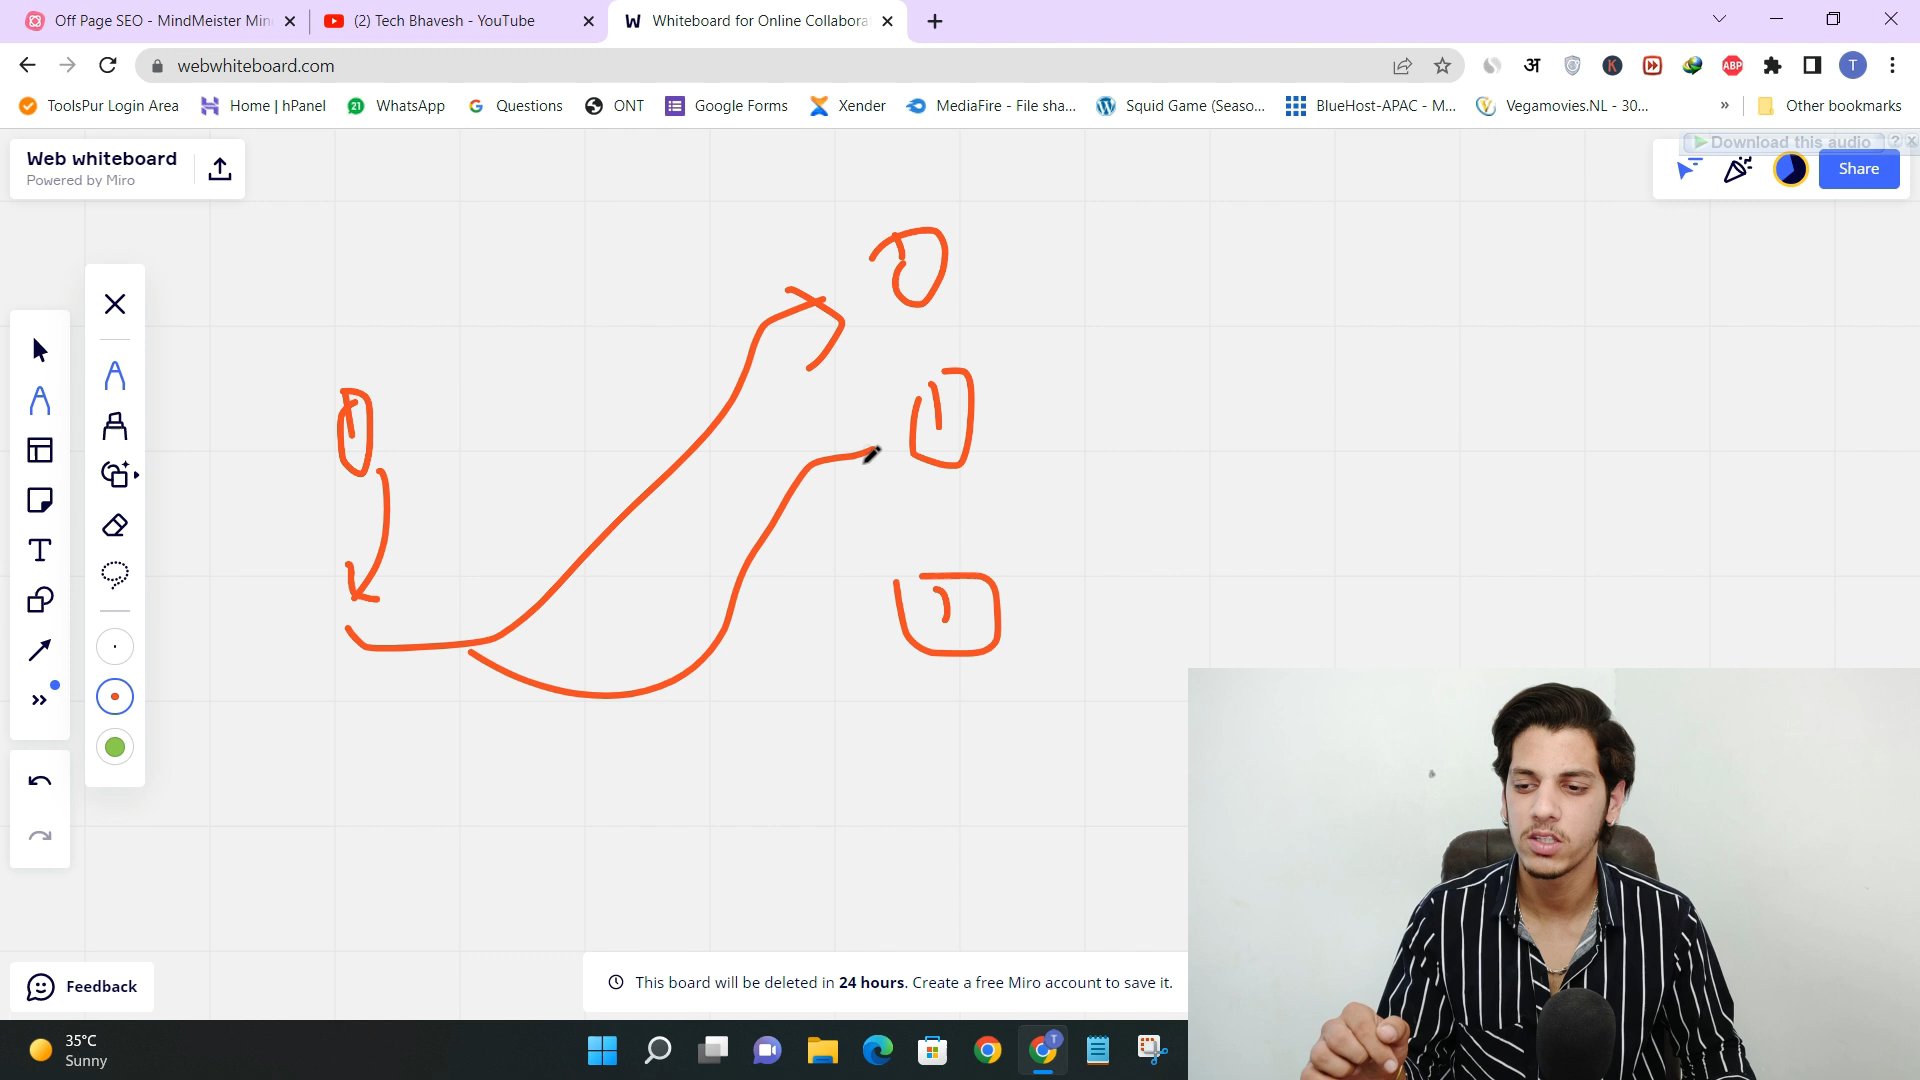 Off Page SEO - MindMeister Min
(2) Tech Bhavesh - YouTube
Whiteboard for Online Collabora
webwhiteboard.com
अ
K
ABP
T
ToolsPur Login Area
Home | hPanel
21
WhatsApp
Questions
ONT
Google Forms
Xender
MediaFire - File sha...
Squid Game (Seaso...
BlueHost-APAC - M...
Vegamovies.NL - 30...
»
Other bookmarks
Download this audio
Web whiteboard
Powered by Miro
Share
Feedback
This board will be deleted in 24 hours. Create a free Miro account to save it.
35°C
Sunny
T